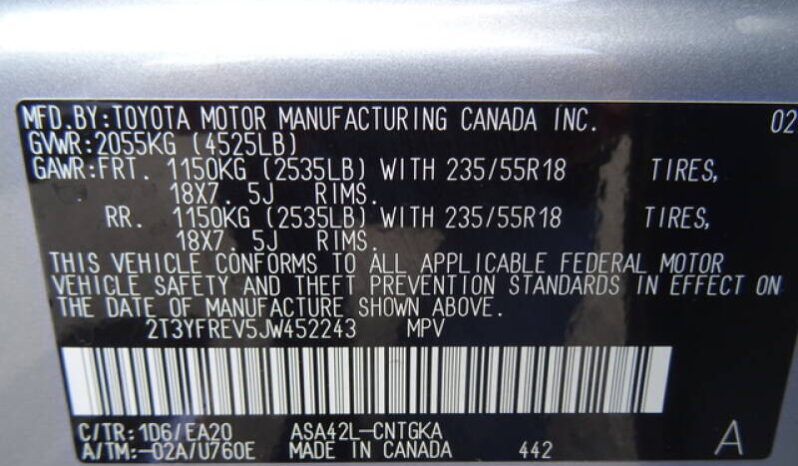 MFD.BY:TOYOTA MOTOR MANUFACTURING CANADA INC. 02
GVWR:2055KG (4525LB)
GAWR:FRT. 1150KG (2535LB) WITH 235/55R18 TIRES,
18X7. 5J RIMS.
RR. 1150KG (2535LB) WITH 235/55R18 TIRES,
18X7. 5J RIMS.
THIS VEHICLE CONFORMS TO ALL APPLICABLE FEDERAL MOTOR
VEHICLE SAFETY AND THEFT PREVENTION STANDARDS IN EFFECT ON
THE DATE OF MANUFACTURE SHOWN ABOVE.
2T3YFREV5JW452243 MPV
C/TR:1D6/EA20 ASA42L-CNTGKA
A/TM:-02A/U760E MADE IN CANADA 442 A